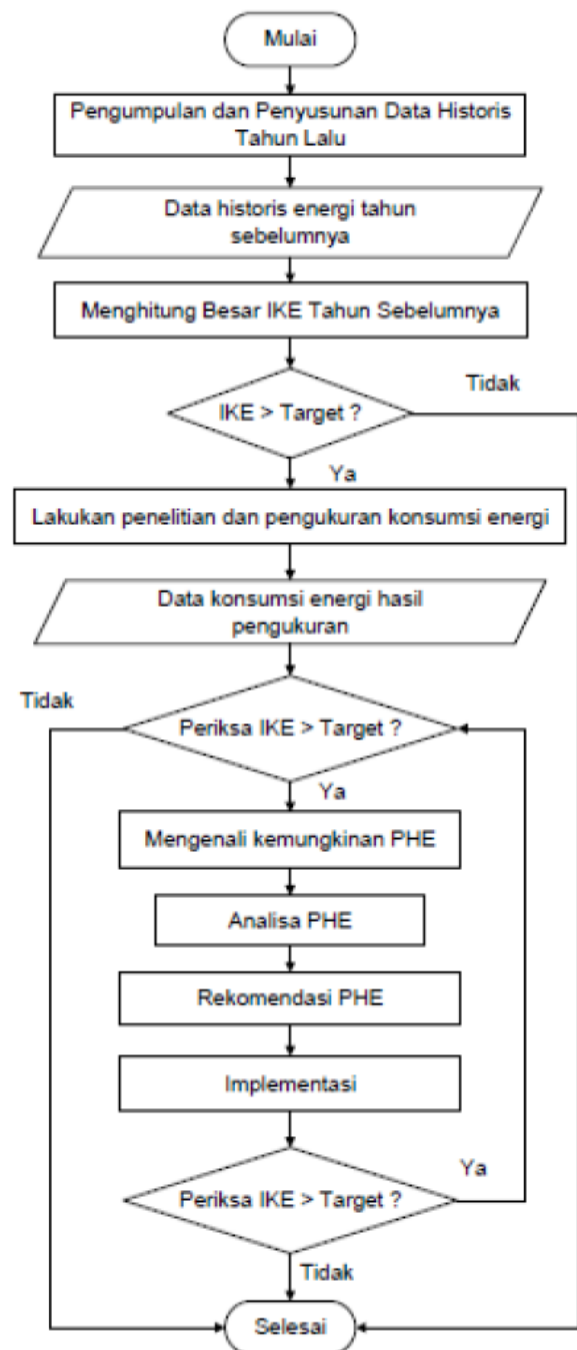 Mulai
Pengumpulan dan Penyusunan Data Historis
Tahun Lalu
Data historis energi tahun
sebelumnya
Menghitung Besar IKE Tahun Sebelumnya
Tidak
IKE > Target ?
Ya
Lakukan penelitian dan pengukuran konsumsi energi
Data konsumsi energi hasil
pengukuran
Tidak
Periksa IKE > Target ?
Ya
Mengenali kemungkinan PHE
Analisa PHE
Rekomendasi PHE
Implementasi
Ya
Periksa IKE > Target ?
Tidak
Selesai